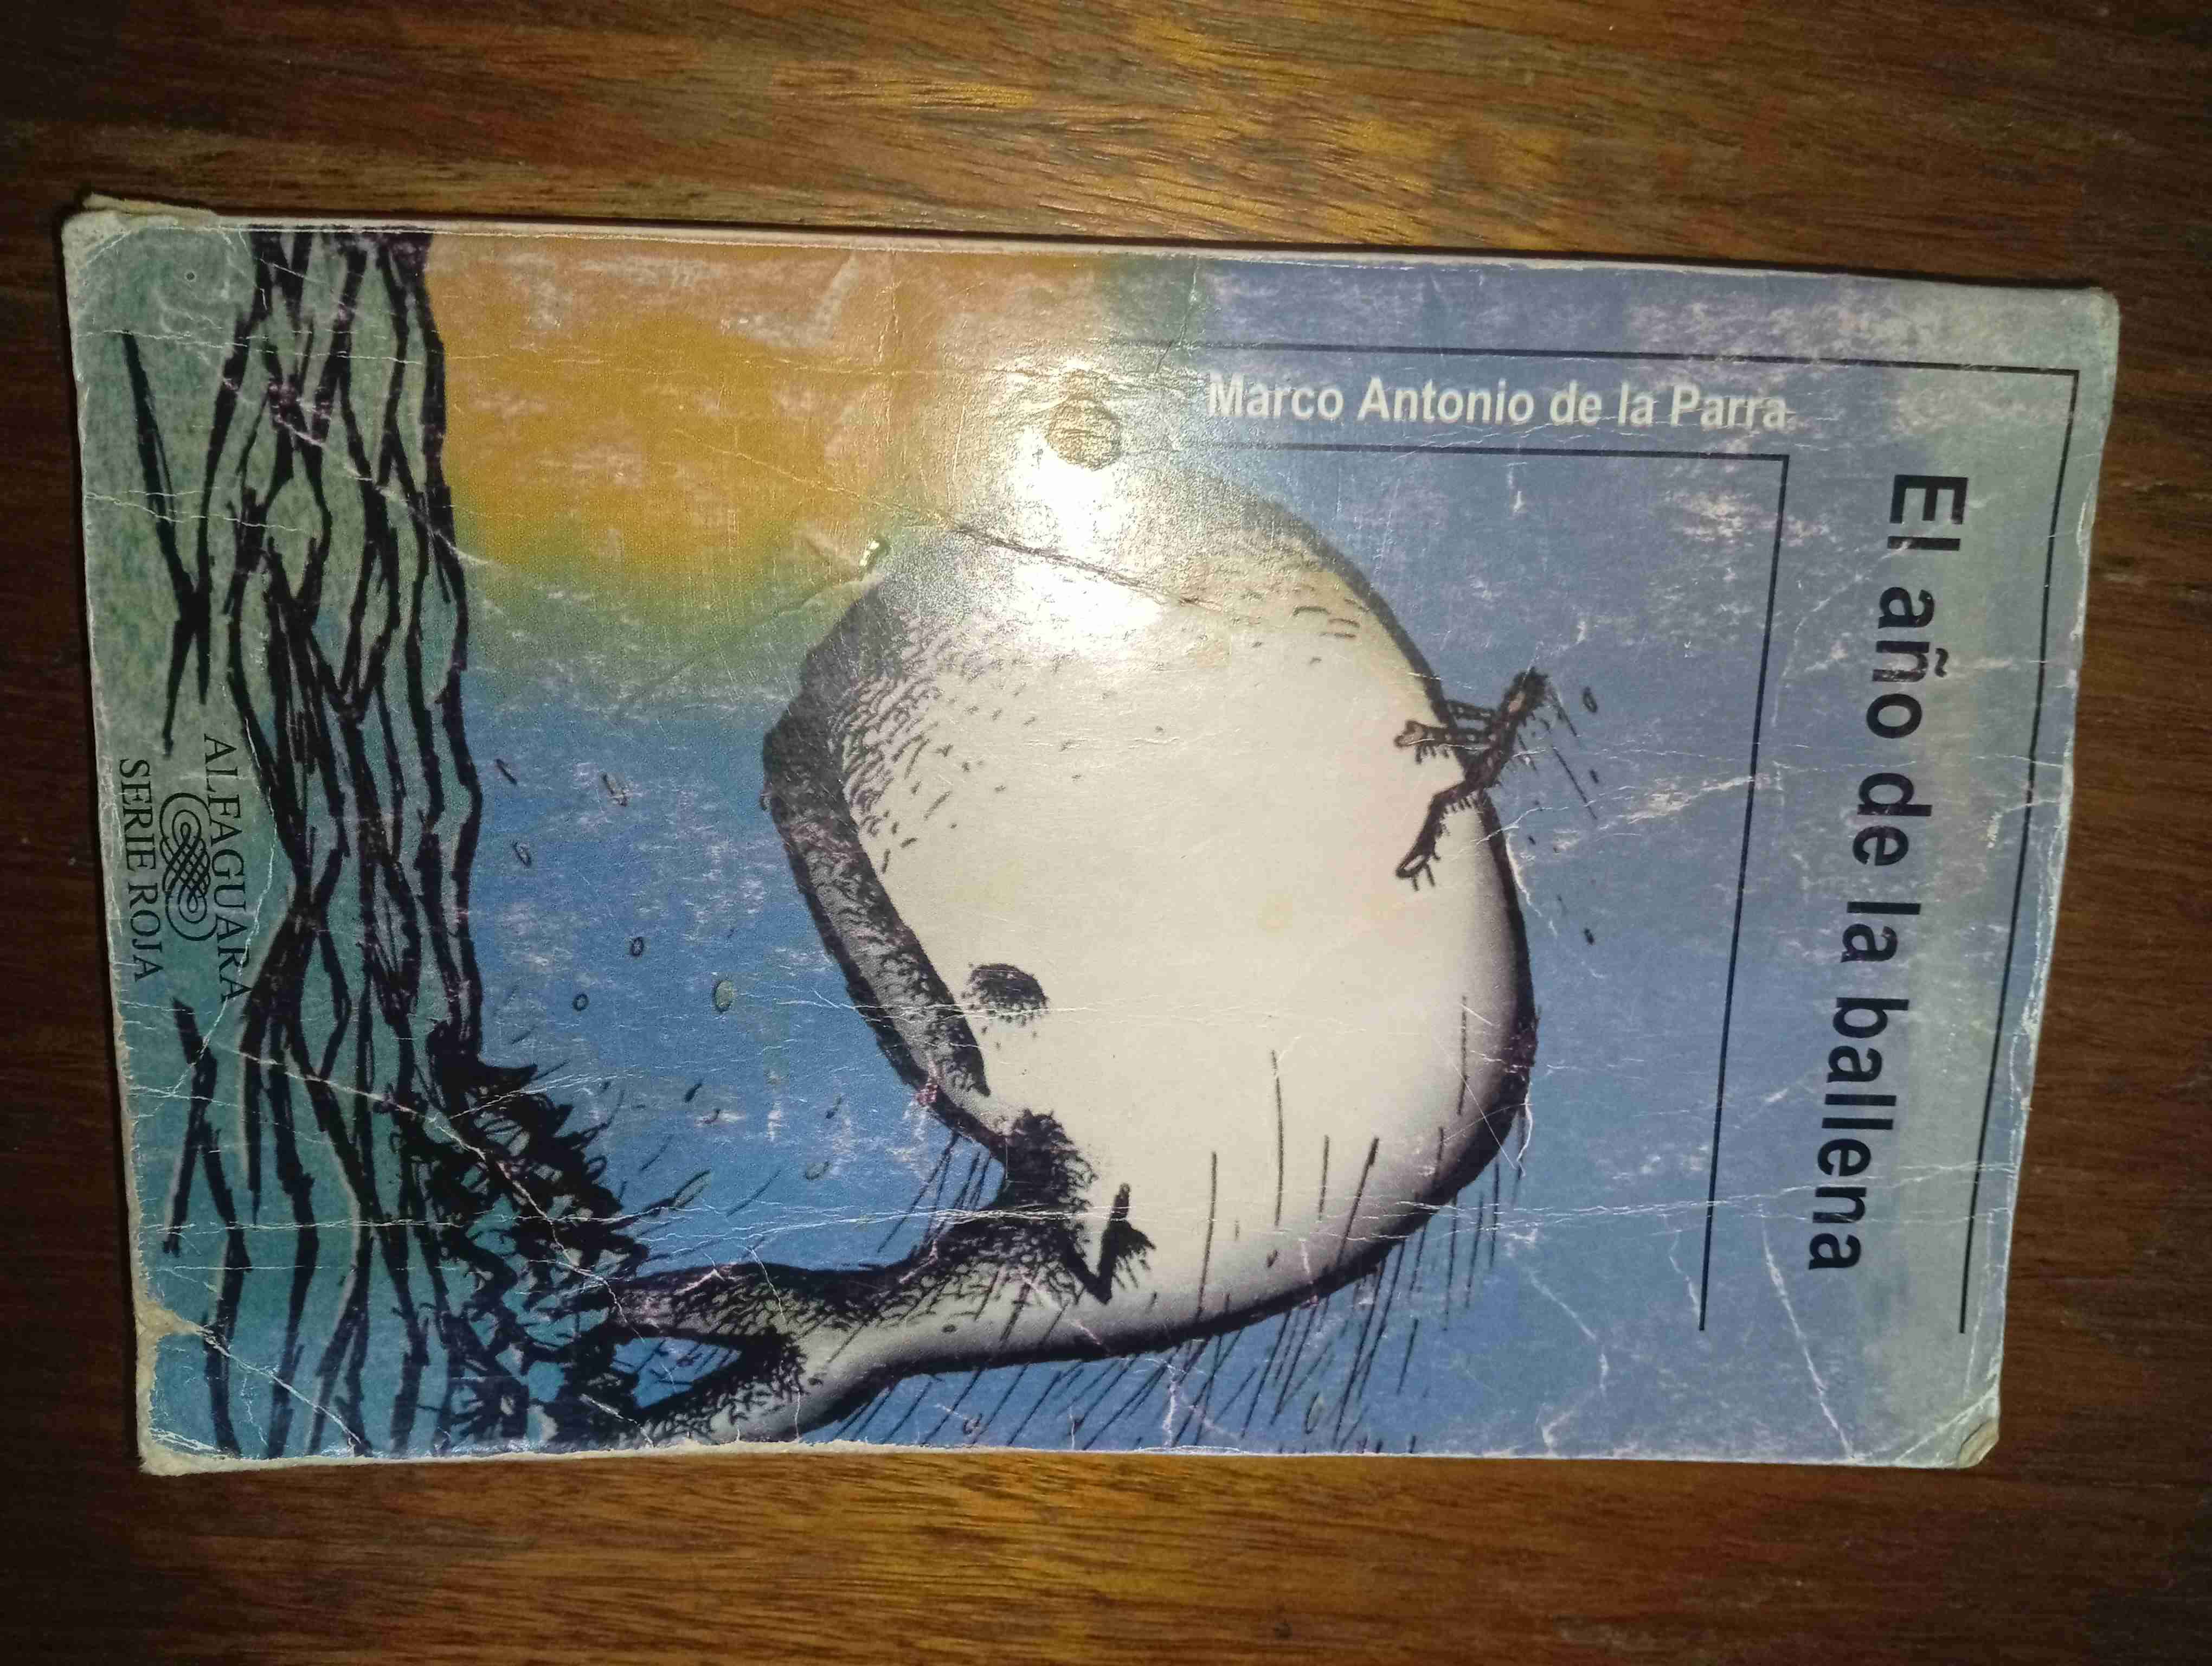 El año de la ballena
Marco Antonio de la Parra
ALFAGUARA
SERIE ROJA